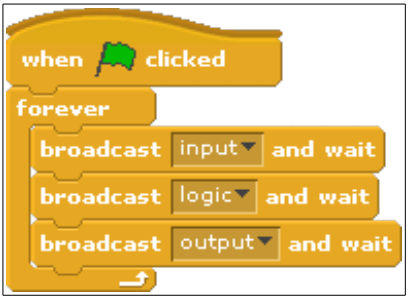 when clicked
forever
broadcast input and wait
broadcast logic and wait
broadcast output and wait